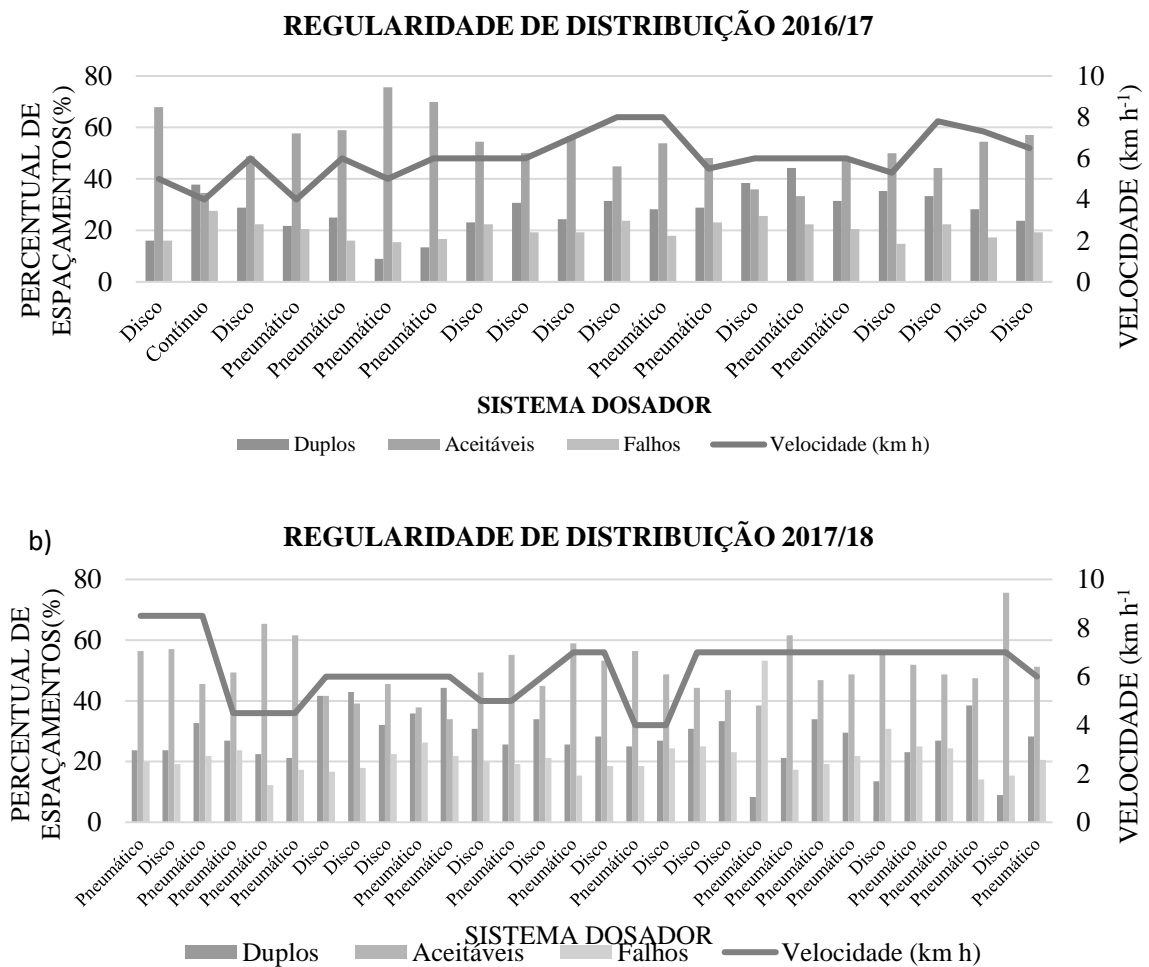 REGULARIDADE DE DISTRIBUIÇÃO 2016/17
PERCENTUAL DE
ESPAÇAMENTOS(%)
80
60
40
20
0
10
8
6
4
2
0
VELOCIDADE (km h-1)
Disco
Contínuo
Disco
Pneumático
Pneumático
Pneumático
Pneumático
Disco
Disco
Disco
Disco
Pneumático
Pneumático
Disco
Pneumático
Pneumático
Disco
Disco
Disco
Disco
SISTEMA DOSADOR
Duplos Aceitáveis Falhos Velocidade (km h)
b)
REGULARIDADE DE DISTRIBUIÇÃO 2017/18
PERCENTUAL DE
ESPAÇAMENTOS(%)
80
60
40
20
0
10
8
6
4
2
0
VELOCIDADE (km h-1)
Pneumático
Disco
Pneumático
Pneumático
Pneumático
Pneumático
Disco
Disco
Disco
Pneumático
Pneumático
Disco
Pneumático
Disco
Pneumático
Disco
Pneumático
Disco
Disco
Disco
Pneumático
Pneumático
Pneumático
Pneumático
Disco
Pneumático
Pneumático
Pneumático
Disco
Pneumático
SISTEMA DOSADOR
Duplos Aceitáveis Falhos Velocidade (km h)